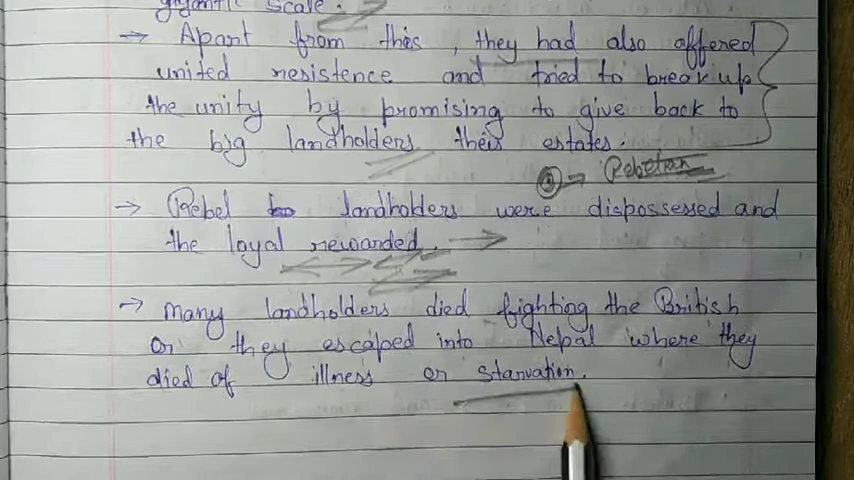 gigantic scale.
→ Apart from this, they had also offered
united resistence and tried to break up
the unity by promising to give back to
the big landholders their estates.
→ Rebel landholders were dispossessed and
the loyal rewarded. →
→ Many landholders died fighting the British
or they escaped into Nepal where they
died of illness or starvation.